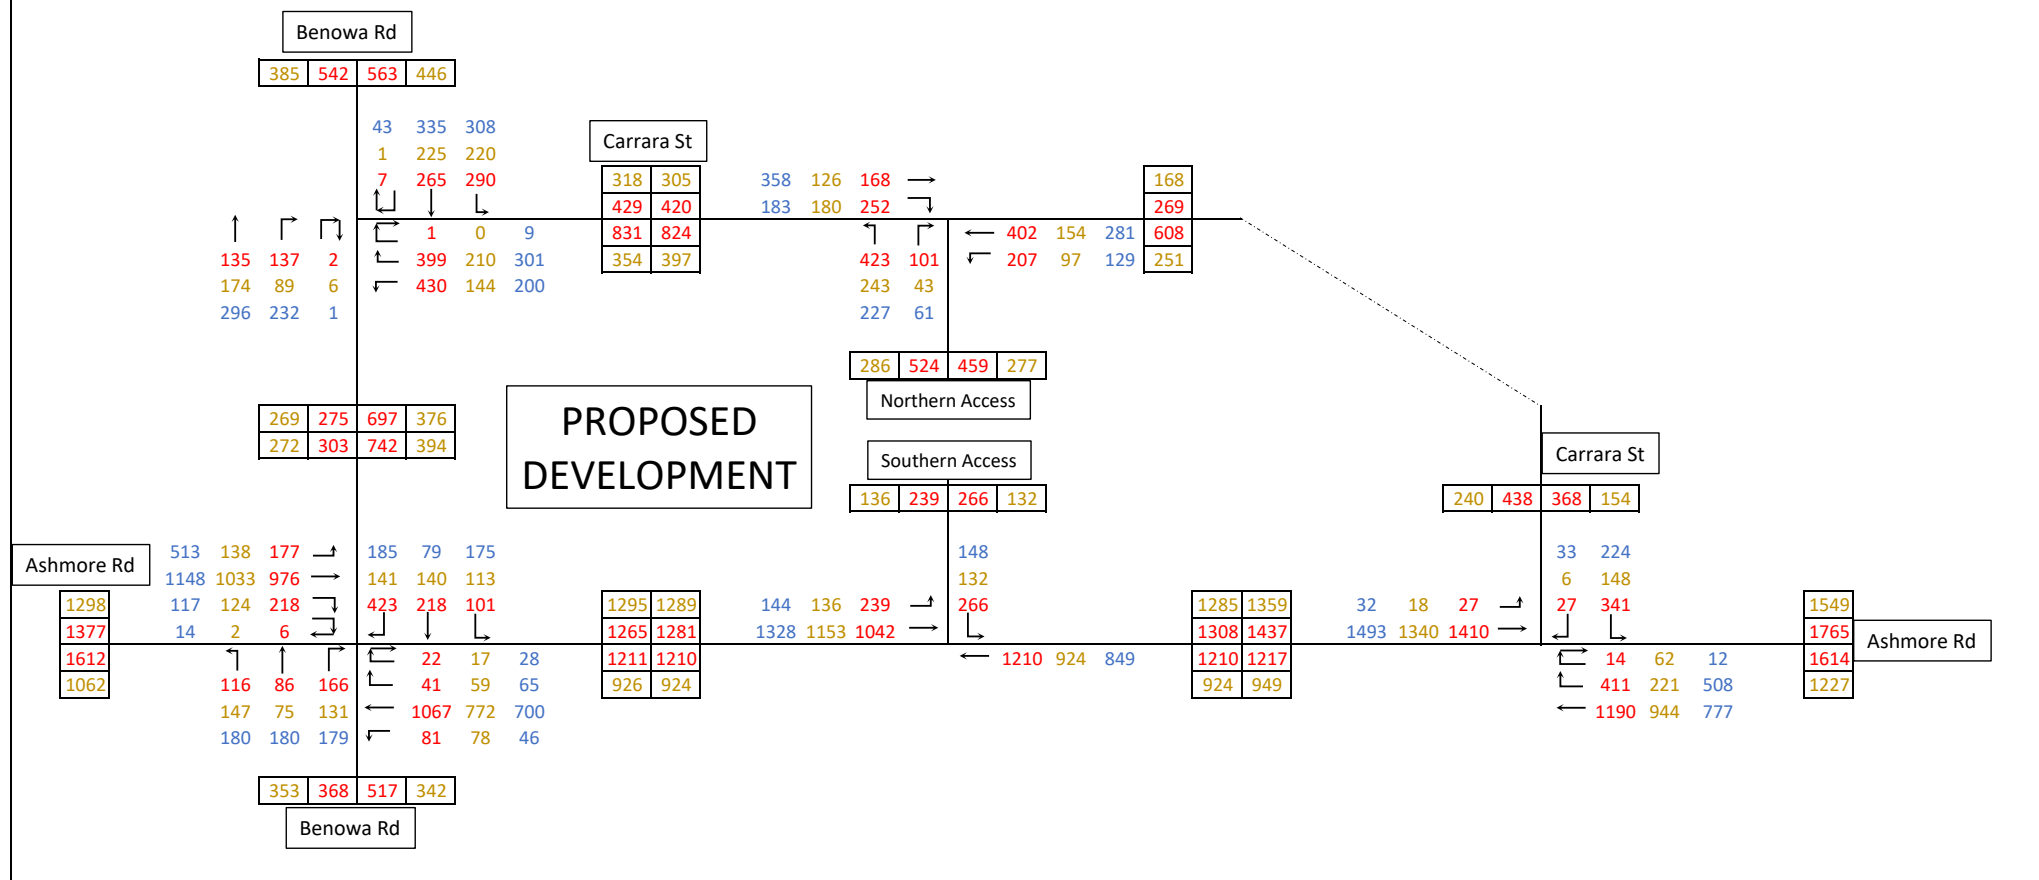 Benowa Rd
385 542 563 446
43 335 308
1 225 220
7 265 290
Carrara St
318 305
429 420
831 824
354 397
358 126 168
183 180 252
168
269
608
251
135 137 2
174 89 6
296 232 1
1 0 9
399 210 301
430 144 200
423 101
243 43
227 61
402 154 281
207 97 129
286 524 459 277
Northern Access
269 275 697 376
272 303 742 394
PROPOSED
DEVELOPMENT
Southern Access
136 239 266 132
Carrara St
240 438 368 154
Ashmore Rd
1298
1377
1612
1062
513 138 177
1148 1033 976
117 124 218
14 2 6
185 79 175
141 140 113
423 218 101
116 86 166
147 75 131
180 180 179
22 17 28
41 59 65
1067 772 700
81 78 46
1295 1289
1265 1281
1211 1210
926 924
144 136 239
1328 1153 1042
148
132
266
1210 924 849
1285 1359
1308 1437
1210 1217
924 949
32 18 27
1493 1340 1410
33 224
6 148
27 341
14 62 12
411 221 508
1190 944 777
1549
1765
1614
1227
Ashmore Rd
353 368 517 342
Benowa Rd